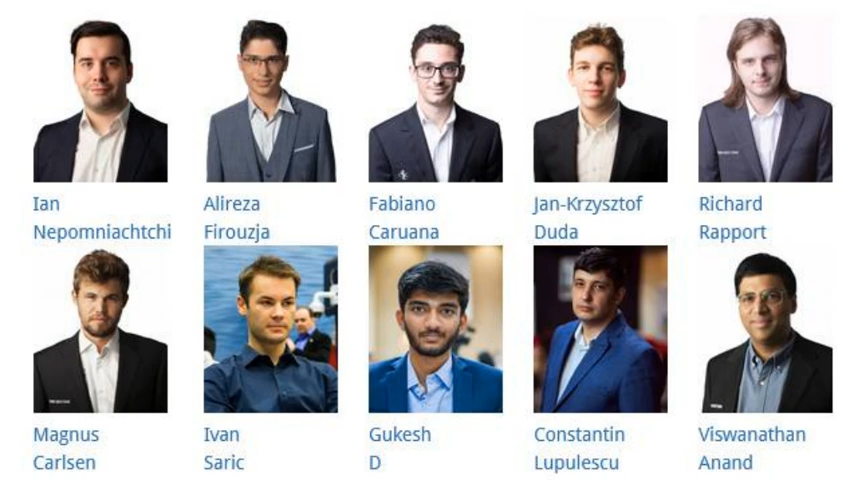 Ian
Nepomniachtchi
Alireza
Firouzja
Fabiano
Caruana
Jan-Krzysztof
Duda
Richard
Rapport
Magnus
Carlsen
Ivan
Saric
Gukesh
D
Constantin
Lupulescu
Viswanathan
Anand